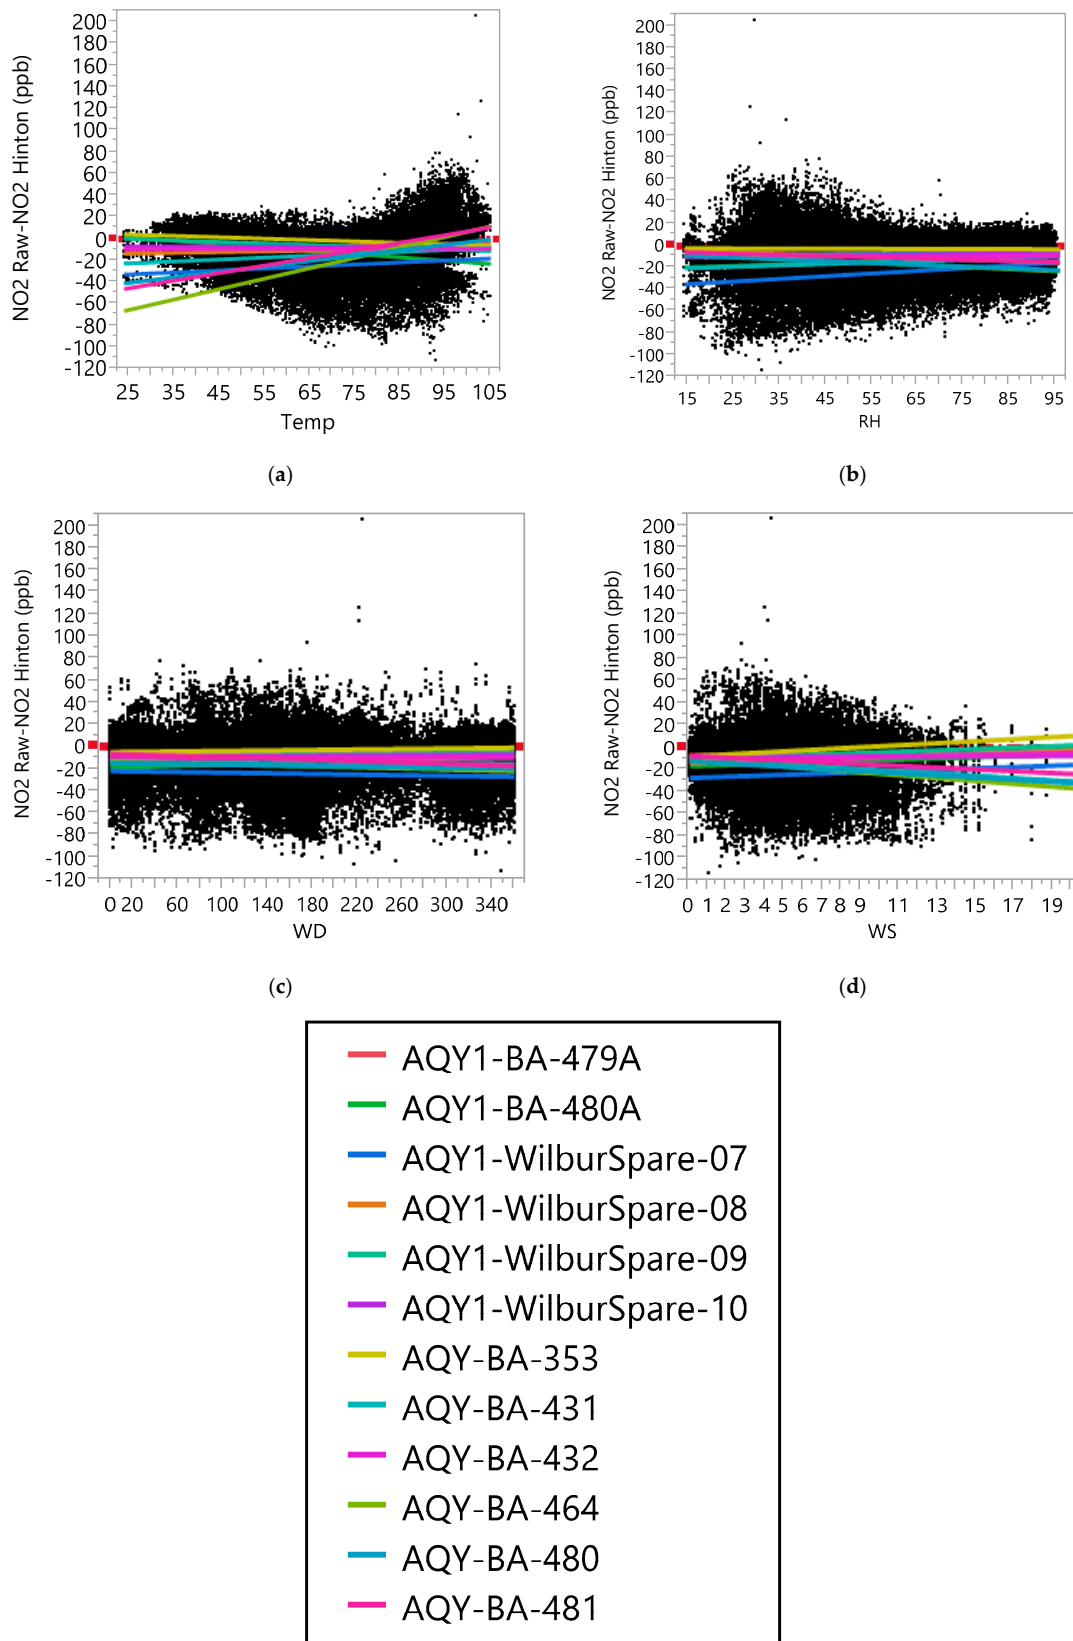 NO2 Raw-NO2 Hinton (ppb)
200
180
160
140
120
100
80
60
40
20
0
-20
-40
-60
-80
-100
-120
25 35 45 55 65 75 85 95 105
Temp
(a)
NO2 Raw-NO2 Hinton (ppb)
200
180
160
140
120
100
80
60
40
20
0
-20
-40
-60
-80
-100
-120
15 25 35 45 55 65 75 85 95
RH
(b)
NO2 Raw-NO2 Hinton (ppb)
200
180
160
140
120
100
80
60
40
20
0
-20
-40
-60
-80
-100
-120
0 20 60 100 140 180 220 260 300 340
WD
(c)
NO2 Raw-NO2 Hinton (ppb)
200
180
160
140
120
100
80
60
40
20
0
-20
-40
-60
-80
-100
-120
0 1 2 3 4 5 6 7 8 9 11 13 15 17 19
WS
(d)
AQY1-BA-479A
AQY1-BA-480A
AQY1-WilburSpare-07
AQY1-WilburSpare-08
AQY1-WilburSpare-09
AQY1-WilburSpare-10
AQY-BA-353
AQY-BA-431
AQY-BA-432
AQY-BA-464
AQY-BA-480
AQY-BA-481